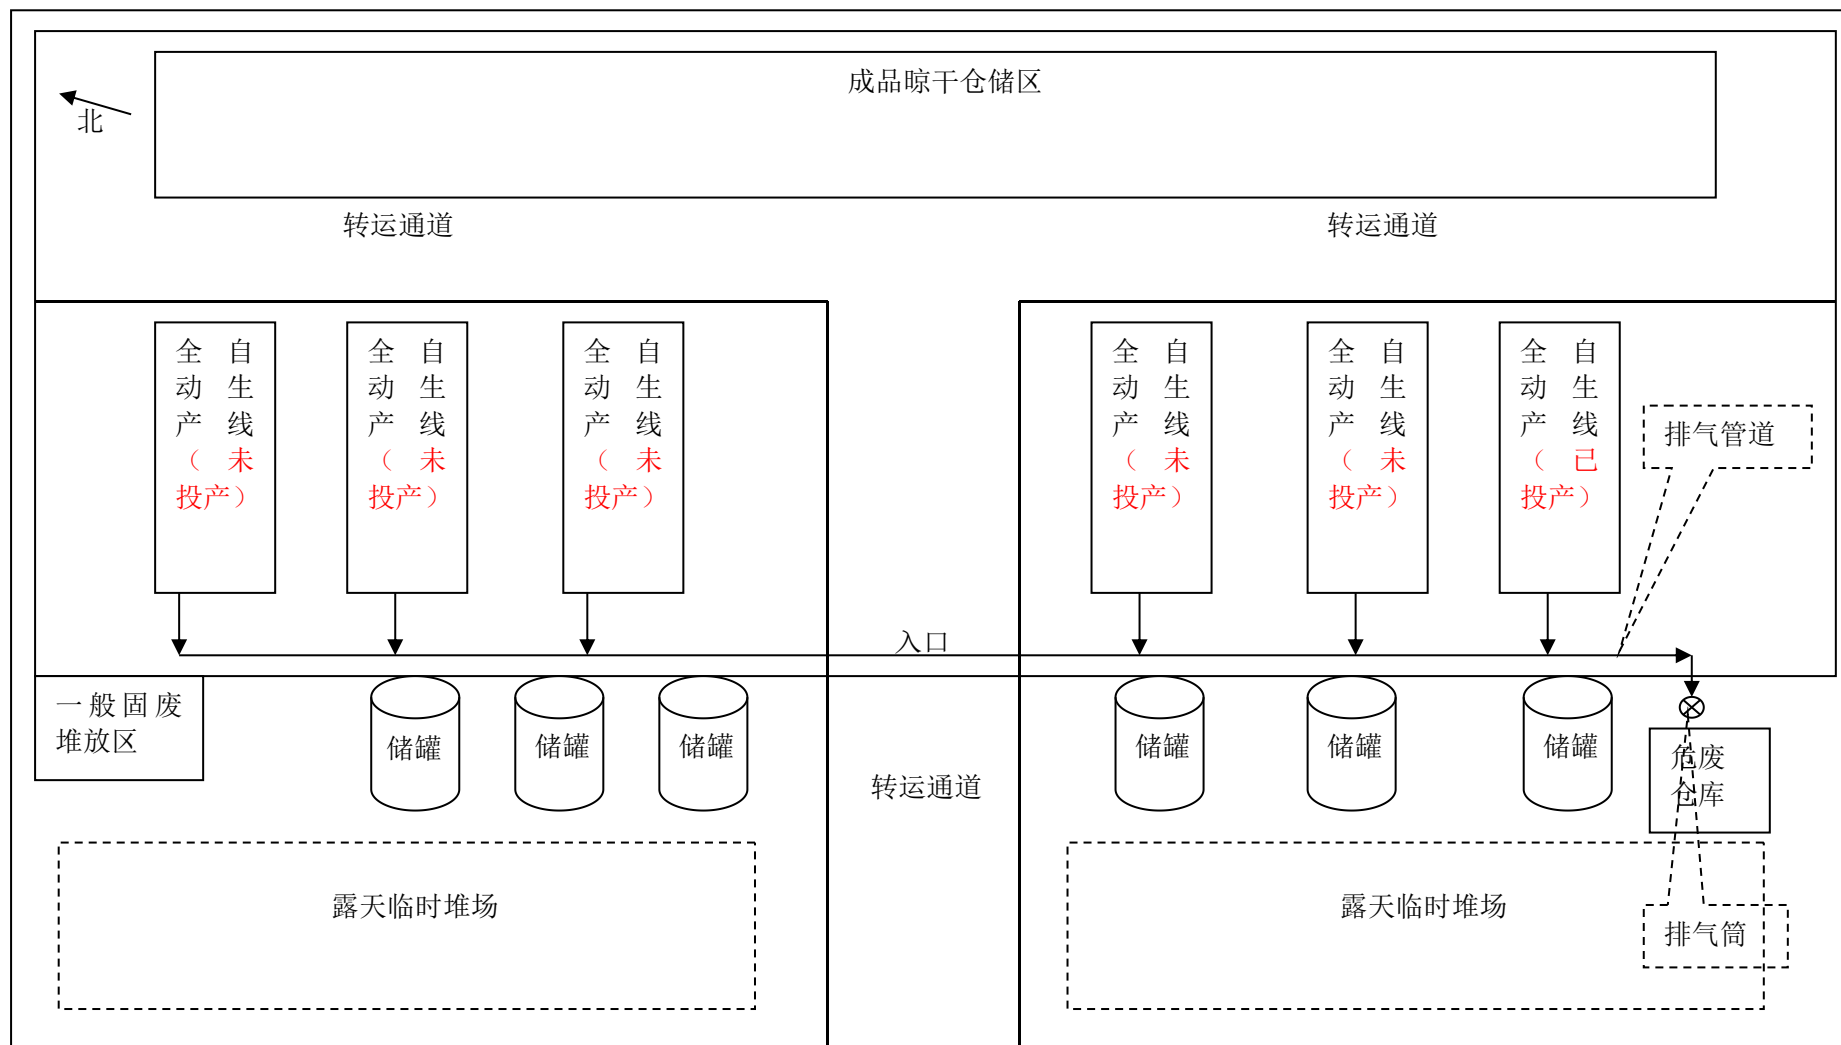 成品晾干仓储区
北
转运通道
转运通道
全自
动生
产线
（未
投产）
全自
动生
产线
（未
投产）
全自
动生
产线
（未
投产）
全自
动生
产线
（未
投产）
全自
动生
产线
（未
投产）
全自
动生
产线
（已
投产）
排气管道
入口
一般固废
堆放区
储罐
储罐
储罐
转运通道
储罐
储罐
储罐
危废
仓库
露天临时堆场
露天临时堆场
排气筒